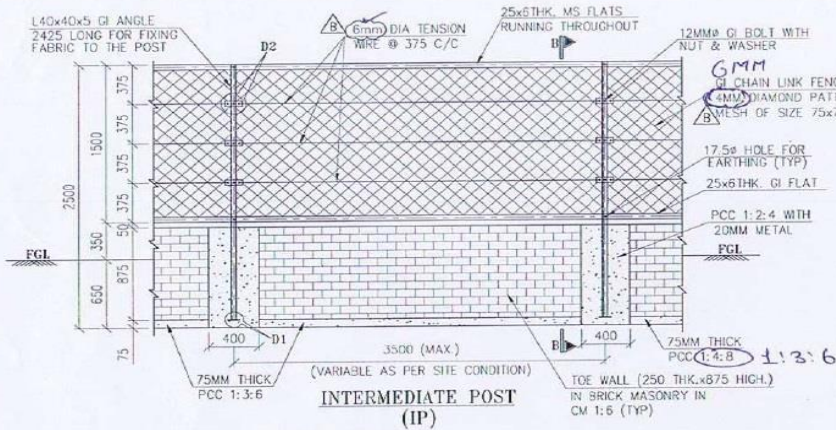 L40x40x5 GI ANGLE
2425 LONG FOR FIXING
FABRIC TO THE POST
D2
B
6mm DIA TENSION
WIRE @ 375 C/C
25x6THK. MS FLATS
RUNNING THROUGHOUT
B
12MMØ GI BOLT WITH
NUT & WASHER
6MM
GI CHAIN LINK FENC
4MM DIAMOND PAT
B
MESH OF SIZE 75x
17.5ø HOLE FOR
EARTHING (TYP)
25x6THK. GI FLAT
PCC 1:2:4 WITH
20MM METAL
2500
1500
350
650
375
375
375
375
50
875
75
FGL
FGL
400
D1
400
B
3500 (MAX.)
(VARIABLE AS PER SITE CONDITION)
75MM THICK
PCC 1:3:6
75MM THICK
PCC 1:4:8 1:3:6
TOE WALL (250 THK.x875 HIGH.)
IN BRICK MASONRY IN
CM 1:6 (TYP)
INTERMEDIATE POST
(IP)